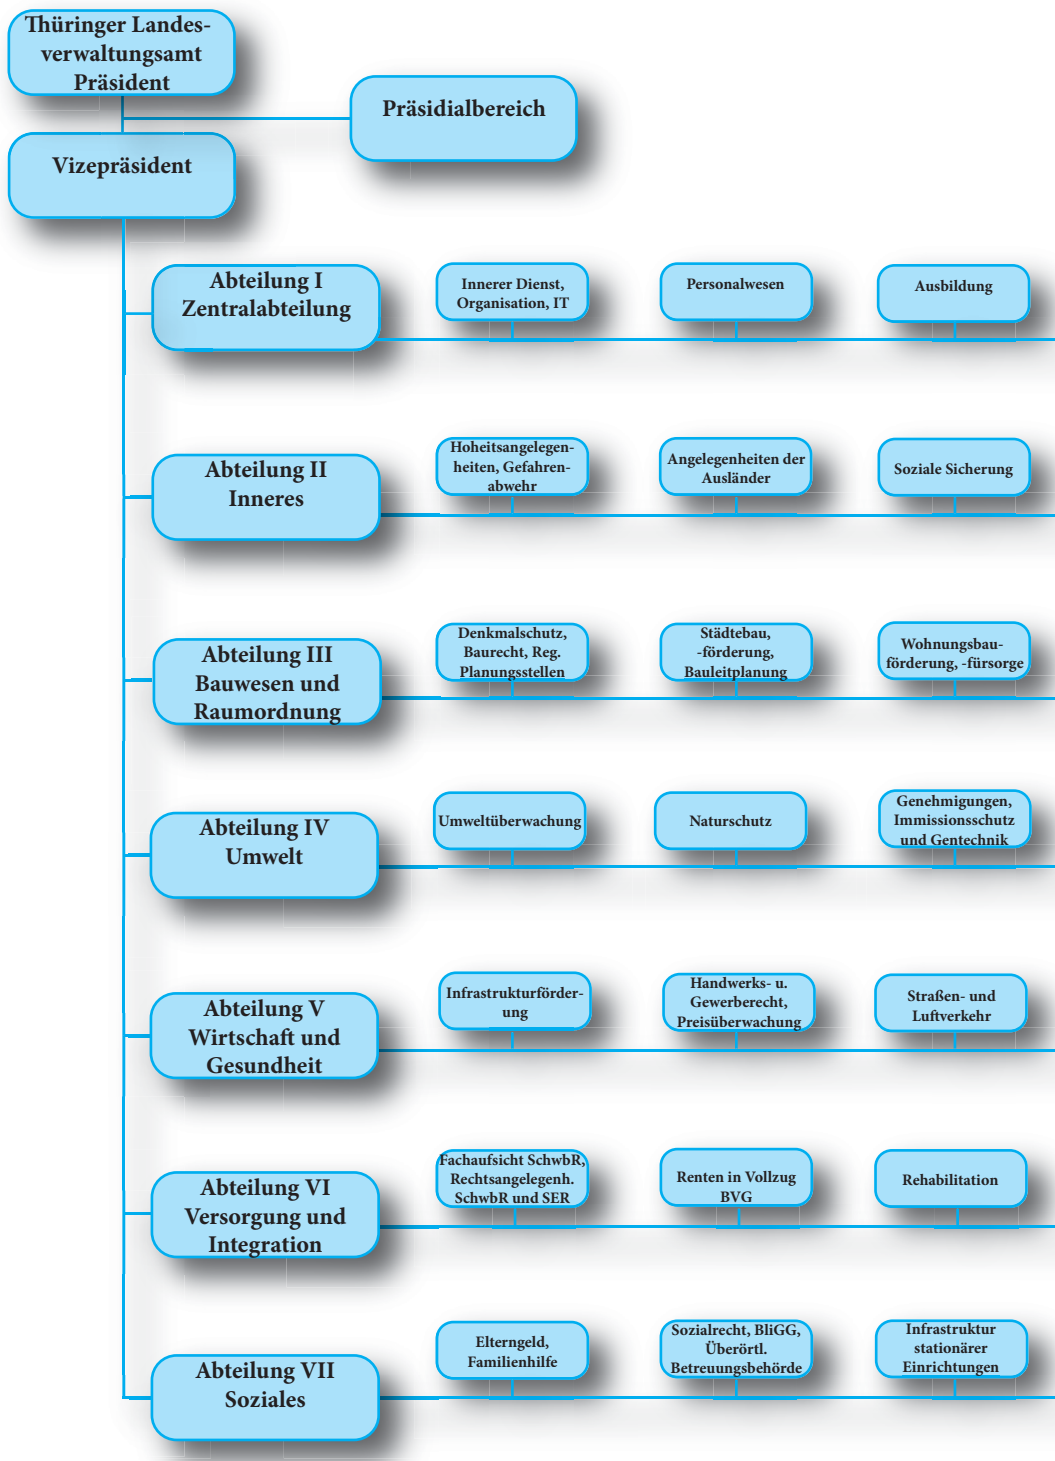 Thüringer Landes-
verwaltungsamt
Präsident
Präsidialbereich
Vizepräsident
Abteilung I
Zentralabteilung
Innerer Dienst,
Organisation, IT
Personalwesen
Ausbildung
Abteilung II
Inneres
Hoheitsangelegen-
heiten, Gefahren-
abwehr
Angelegenheiten der
Ausländer
Soziale Sicherung
Abteilung III
Bauwesen und
Raumordnung
Denkmalschutz,
Baurecht, Reg.
Planungsstellen
Städtebau,
-förderung,
Bauleitplanung
Wohnungsbau-
förderung, -fürsorge
Abteilung IV
Umwelt
Umweltüberwachung
Naturschutz
Genehmigungen,
Immissionsschutz
und Gentechnik
Abteilung V
Wirtschaft und
Gesundheit
Infrastrukturförder-
ung
Handwerks- u.
Gewerberecht,
Preisüberwachung
Straßen- und
Luftverkehr
Abteilung VI
Versorgung und
Integration
Fachaufsicht SchwbR,
Rechtsangelegenh.
SchwbR und SER
Renten in Vollzug
BVG
Rehabilitation
Abteilung VII
Soziales
Elterngeld,
Familienhilfe
Sozialrecht, BliGG,
Überörtl.
Betreuungsbehörde
Infrastruktur
stationärer
Einrichtungen